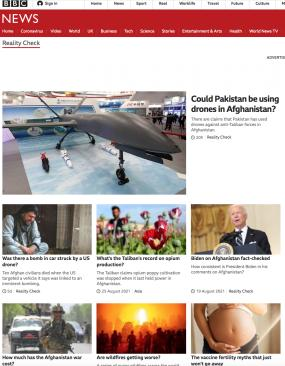 BBC Sign in Home News Sport Reel Worklife Travel Future Culture M
NEWS
Home Coronavirus Video World UK Business Tech Science Stories Entertainment & Arts Health World News TV
Reality Check
ADVERTIS
Could Pakistan be using
drones in Afghanistan?
There are claims that Pakistan has used
drones against anti-Taliban forces in
Afghanistan.
Reality Check
Was there a bomb in car struck by a US
drone?
Ten Afghan civilians died when the US
targeted a vehicle it says was linked to an
imminent bombing.
5d Reality Check
What's the Taliban's record on opium
production?
The Taliban claims opium poppy cultivation
was stopped when it last held power in
Afghanistan.
25 August 2021 Asia
Biden on Afghanistan fact-checked
How consistent is President Biden in his
comments on Afghanistan?
19 August 2021 Reality Check
How much has the Afghanistan war
cost?
Are wildfires getting worse?
The vaccine fertility myths that just
won't go away